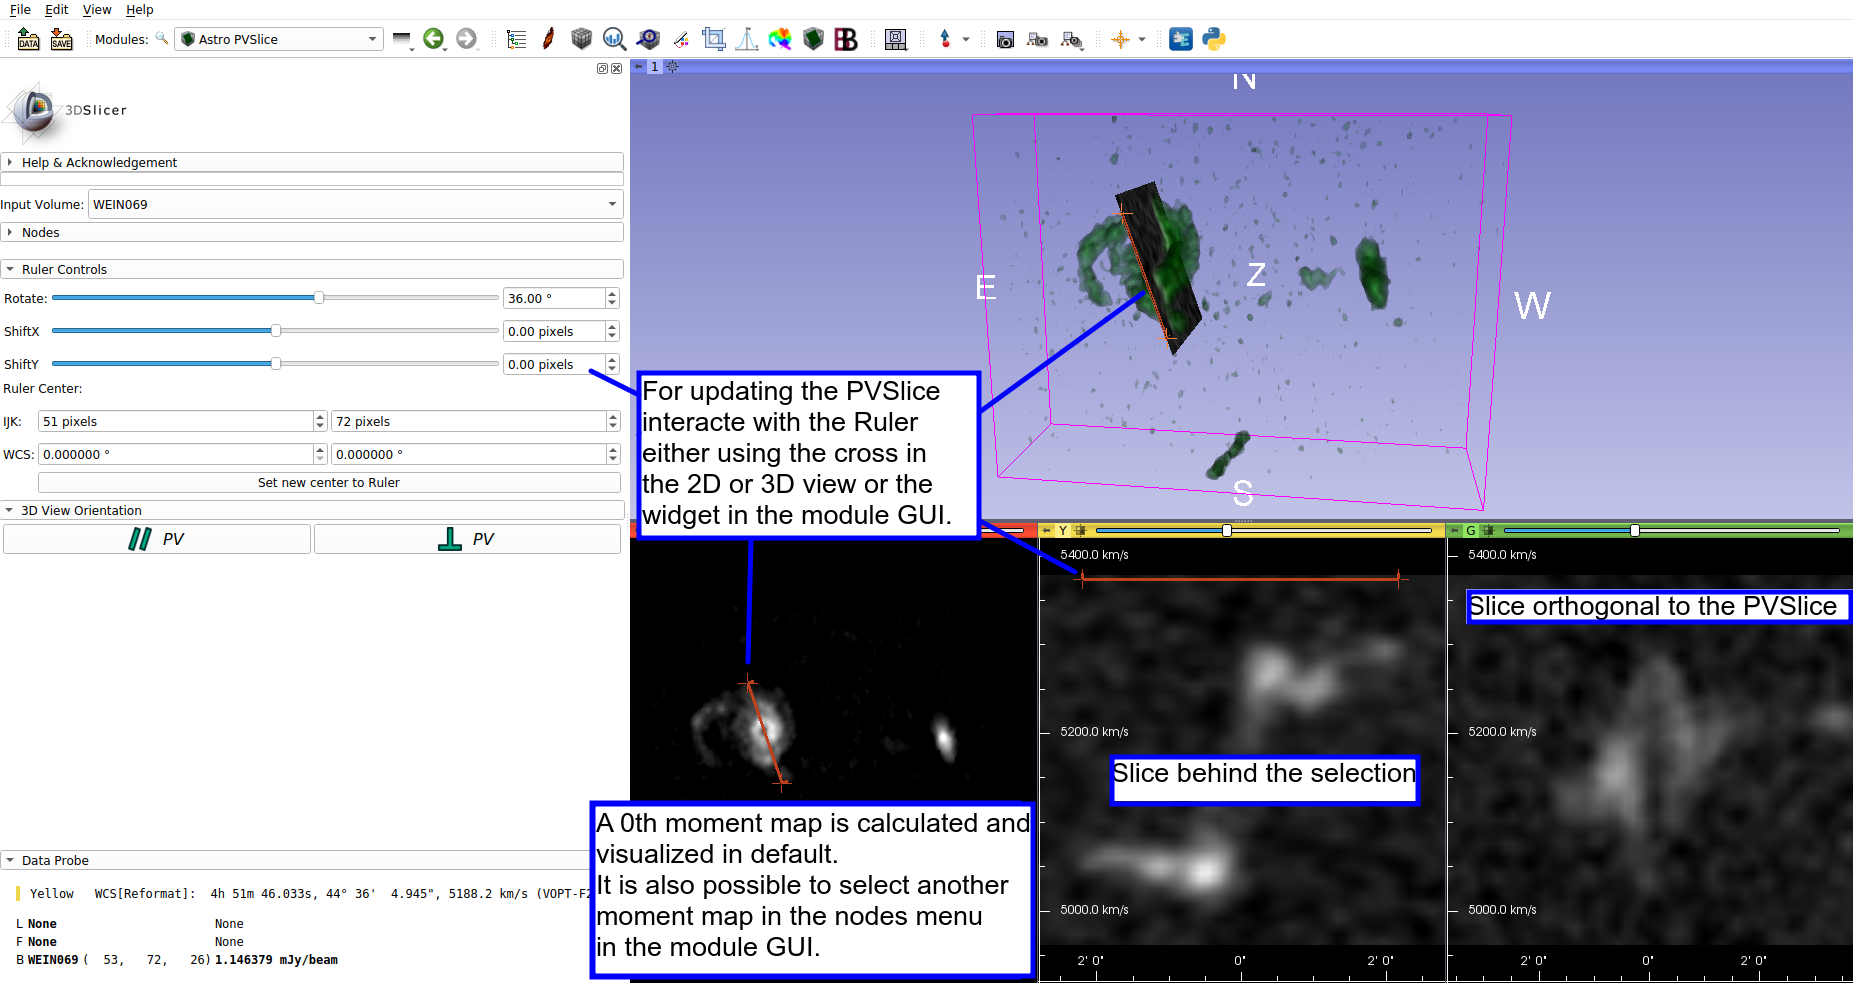 File Edit View Help
DATA SAVE Modules: Astro PVSlice
1
3DSlicer
Help & Acknowledgement
Input Volume: WEIN069
Nodes
Ruler Controls
Rotate: 36.00 °
ShiftX 0.00 pixels
ShiftY 0.00 pixels
Ruler Center:
IJK: 51 pixels 72 pixels
WCS: 0.000000 ° 0.000000 °
Set new center to Ruler
3D View Orientation
PV PV
N
E Z W
S
For updating the PVSlice
interacte with the Ruler
either using the cross in
the 2D or 3D view or the
widget in the module GUI.
Y G
5400.0 km/s 5400.0 km/s
Slice orthogonal to the PVSlice
5200.0 km/s 5200.0 km/s
Slice behind the selection
5000.0 km/s 5000.0 km/s
2' 0" 0" 2' 0" 2' 0" 0" 2' 0"
A 0th moment map is calculated and
visualized in default.
It is also possible to select another
moment map in the nodes menu
in the module GUI.
Data Probe
Yellow WCS[Reformat]: 4h 51m 46.033s, 44° 36' 4.945", 5188.2 km/s (VOPT-F2
L None None
F None None
B WEIN069 ( 53, 72, 26) 1.146379 mJy/beam